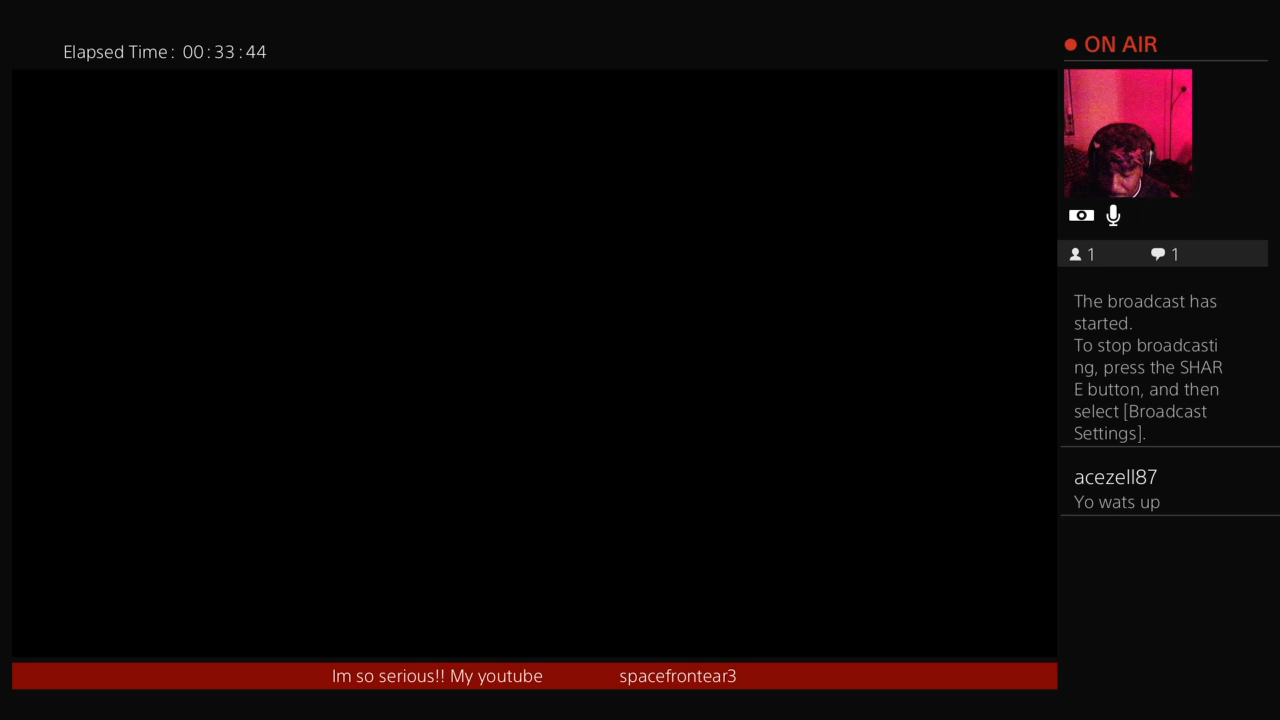 Elapsed Time: 00:33:44
ON AIR
1 1
The broadcast has
started.
To stop broadcasti
ng, press the SHAR
E button, and then
select [Broadcast
Settings].
acezell87
Yo wats up
Im so serious!! My youtube spacefrontear3